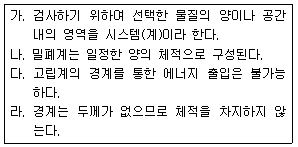 가. 검사하기 위하여 선택한 물질의 양이나 공간
내의 영역을 시스템(계)이라 한다.
나. 밀폐계는 일정한 양의 체적으로 구성된다.
다. 고립계의 경계를 통한 에너지 출입은 불가능
하다.
라. 경계는 두께가 없으므로 체적을 차지하지 않
는다.